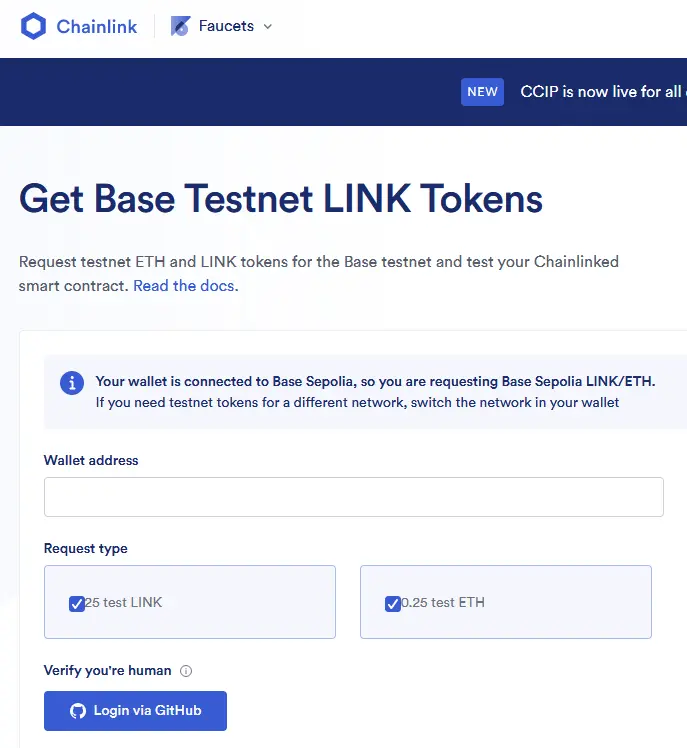 Chainlink
Faucets
NEW CCIP is now live for all
Get Base Testnet LINK Tokens
Request testnet ETH and LINK tokens for the Base testnet and test your Chainlinked
smart contract. Read the docs.
Your wallet is connected to Base Sepolia, so you are requesting Base Sepolia LINK/ETH.
If you need testnet tokens for a different network, switch the network in your wallet
Wallet address
Request type
25 test LINK
0.25 test ETH
Verify you're human
Login via GitHub